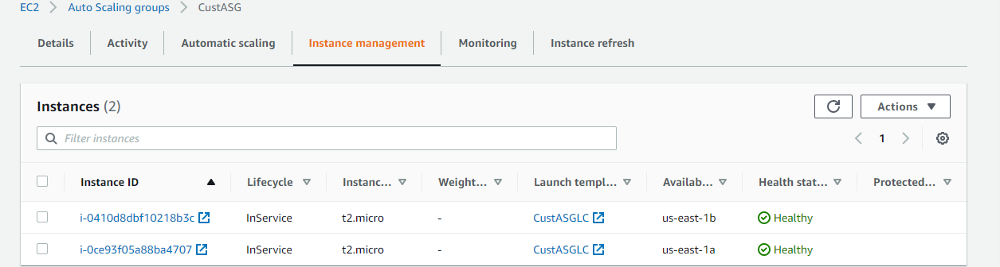 EC2 > Auto Scaling groups > CustASG
Details Activity Automatic scaling Instance management Monitoring Instance refresh
Instances (2) Actions
Filter instances 1
Instance ID Lifecycle Instanc... Weight... Launch templ... Availab... Health stat... Protected...
i-0410d8dbf10218b3c InService t2.micro - CustASGLC us-east-1b Healthy
i-0ce93f05a88ba4707 InService t2.micro - CustASGLC us-east-1a Healthy